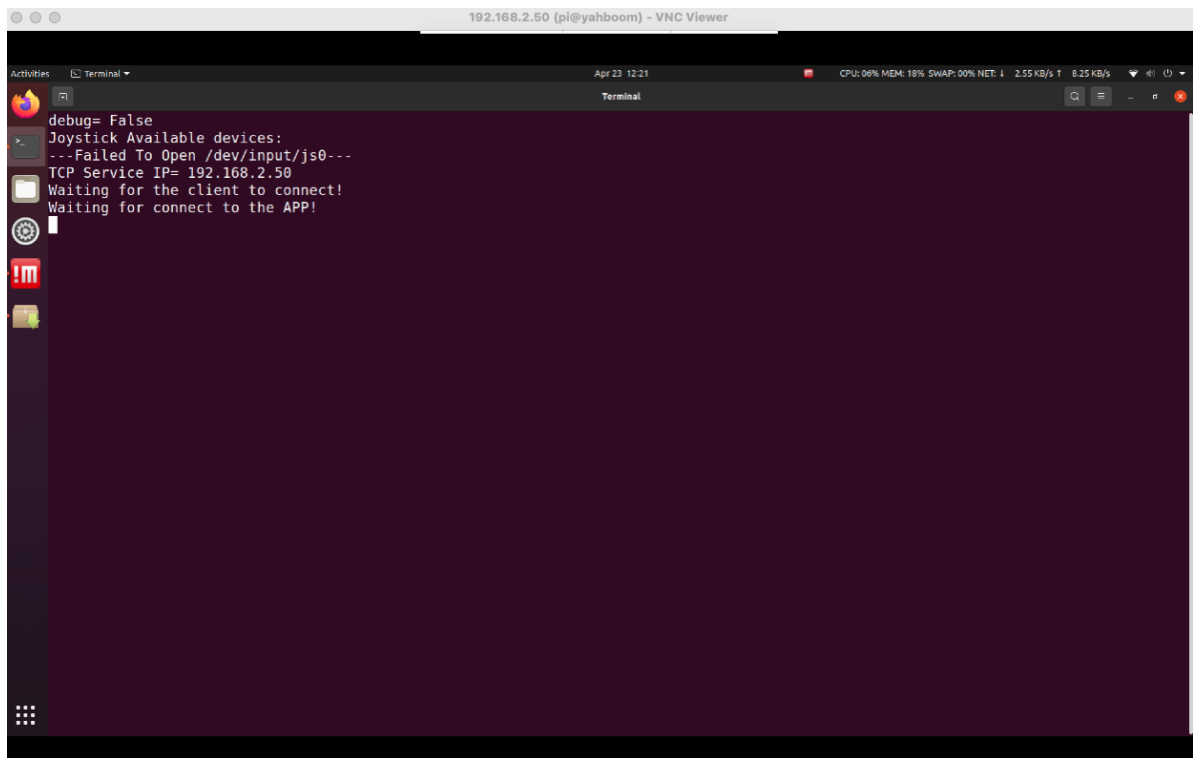 192.168.2.50 (pi@yahboom) - VNC Viewer
Activities Terminal Apr 23 12:21 CPU: 06% MEM: 18% SWAP: 00% NET: ↓ 2.55 KB/s ↑ 8.25 KB/s
Terminal
debug= False
Joystick Available devices:
---Failed To Open /dev/input/js0---
TCP Service IP= 192.168.2.50
Waiting for the client to connect!
Waiting for connect to the APP!